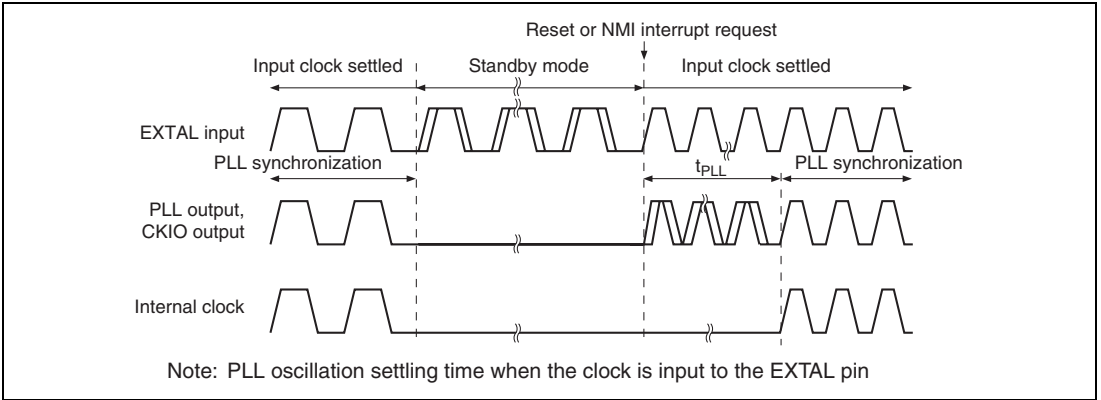 Reset or NMI interrupt request
Input clock settled
Standby mode
Input clock settled
EXTAL input
PLL synchronization
tPLL
PLL synchronization
PLL output,
CKIO output
Internal clock
Note: PLL oscillation settling time when the clock is input to the EXTAL pin